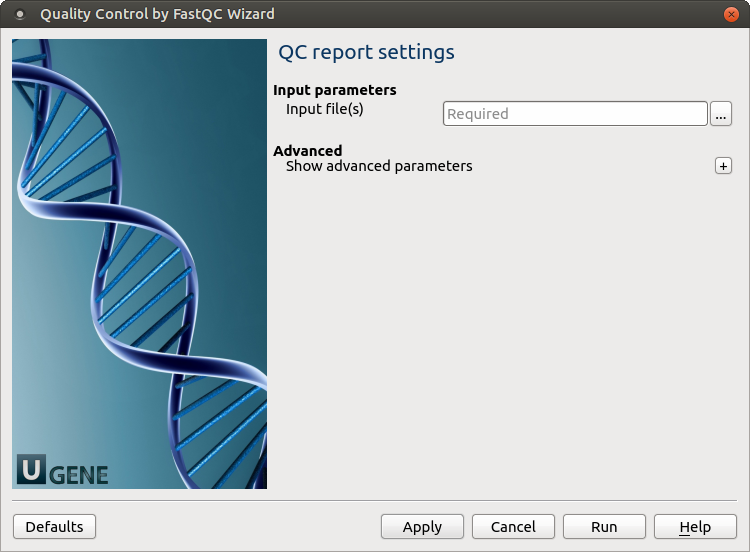 Quality Control by FastQC Wizard
QC report settings
Input parameters
Input file(s)
Required
...
Advanced
Show advanced parameters
+
U GENE
Defaults
Apply
Cancel
Run
Help